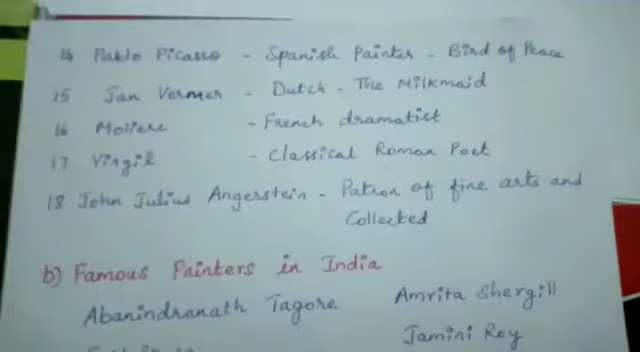 14 Pablo Picasso - Spanish Painter - Bird of Peace
15 Jan Vermer - Dutch - The Milkmaid
16 Moliere - French dramatist
17 Virgil - Classical Roman Poet
18 John Julius Angerstein - Patron of fine arts and
Collected
b) Famous Painters in India
Abanindranath Tagore Amrita Shergill
Jamini Roy